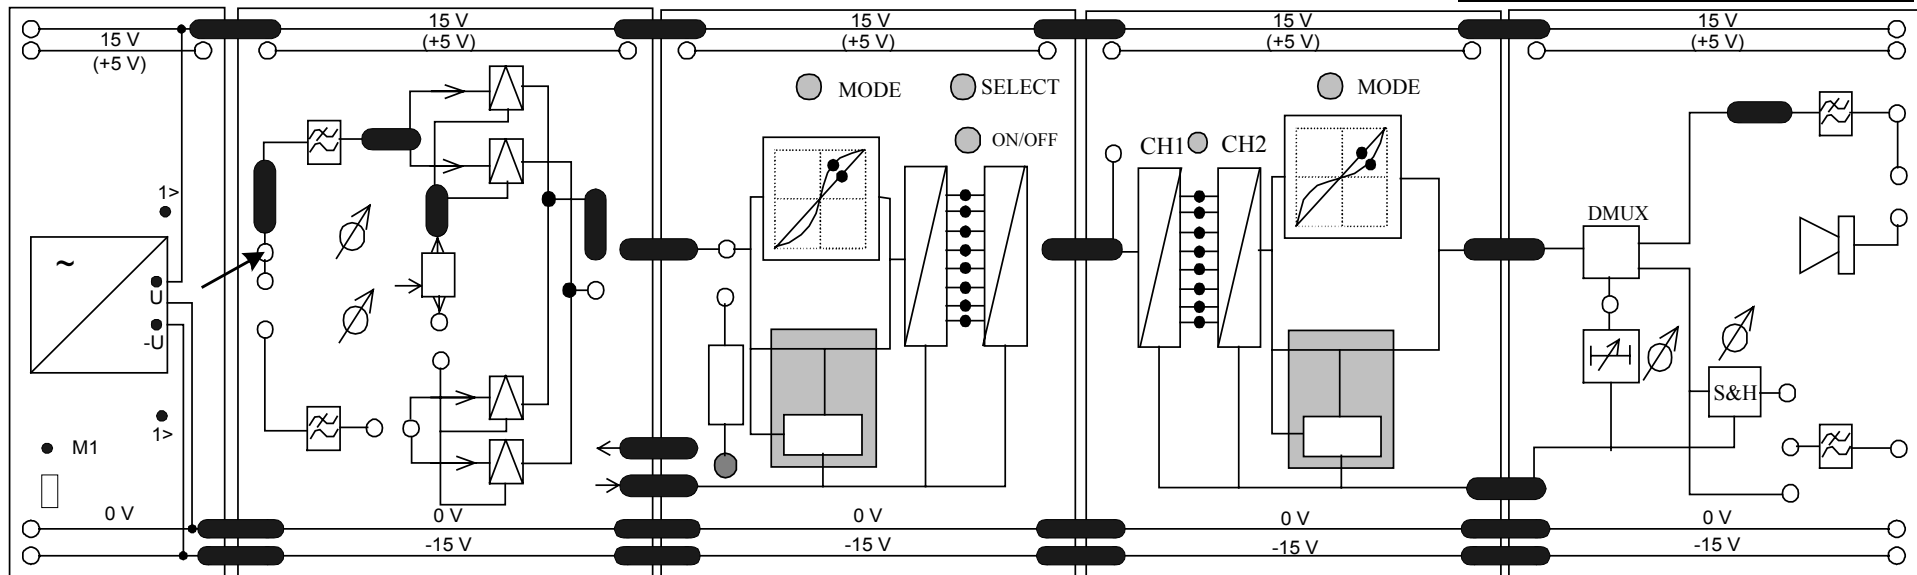 15 V
(+5 V)
15 V
(+5 V)
15 V
(+5 V)
15 V
(+5 V)
15 V
(+5 V)
MODE
SELECT
ON/OFF
MODE
CH1
CH2
1>
~
U
-U
1>
M1
DMUX
S&H
0 V
0 V
-15 V
0 V
-15 V
0 V
-15 V
0 V
-15 V